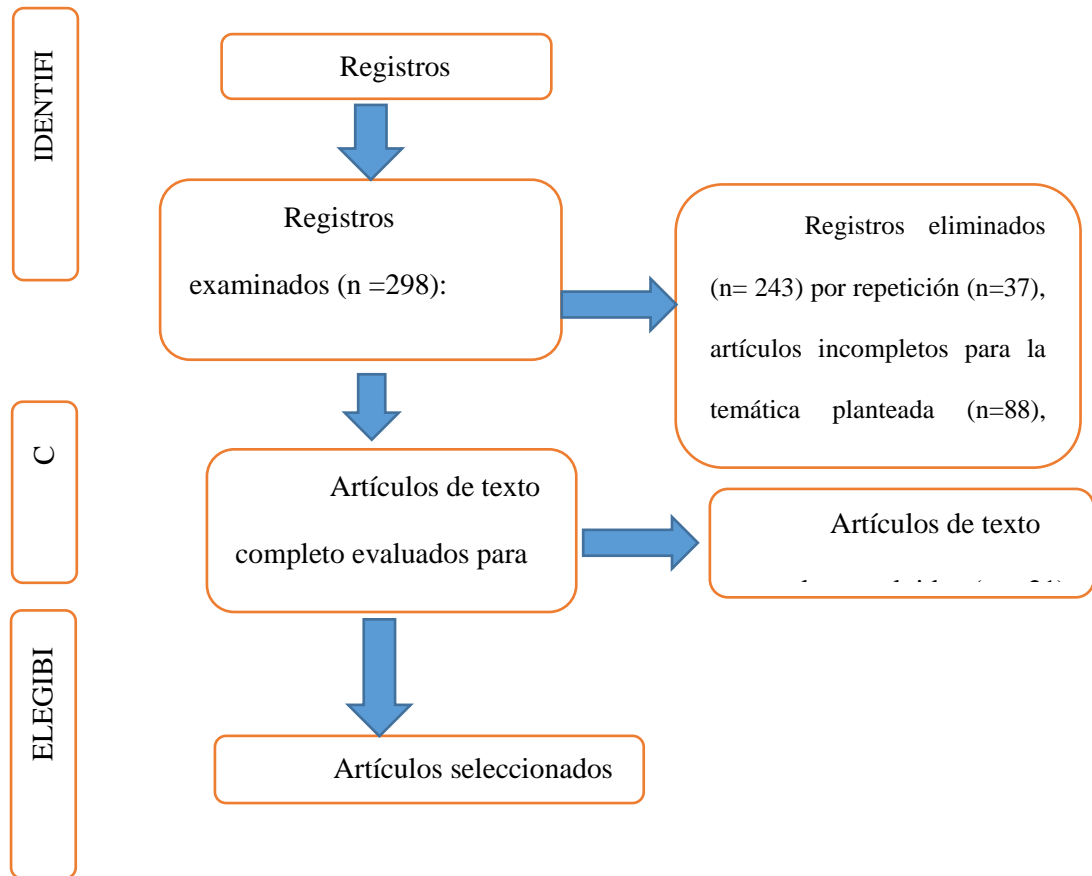 IDENTIFI
Registros
Registros
examinados (n =298):
Registros eliminados
(n= 243) por repetición (n=37),
artículos incompletos para la
temática planteada (n=88),
C
Artículos de texto
completo evaluados para
Artículos de texto
ELEGIBI
Artículos seleccionados